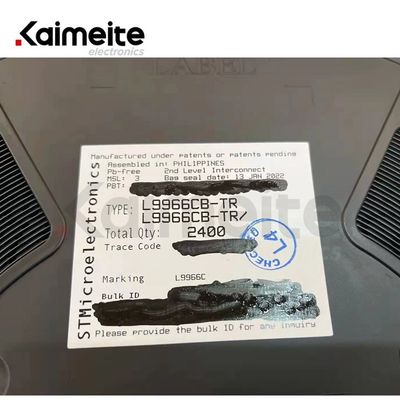 Kaimeite
electronics
LABEL
Manufactured under patents or patents pending
Assembled in: PHILIPPINES
Pb-free 2nd Level Interconnect
MSL: 3 Bag seal date: 13 JAN 2022
PBT:
TYPE: L9966CB-TR
L9966CB-TR/
Total Qty: 2400
Trace Code
Marking L9966C
Bulk ID
Please provide the bulk ID for any inquiry
STMicroelectronics
L4